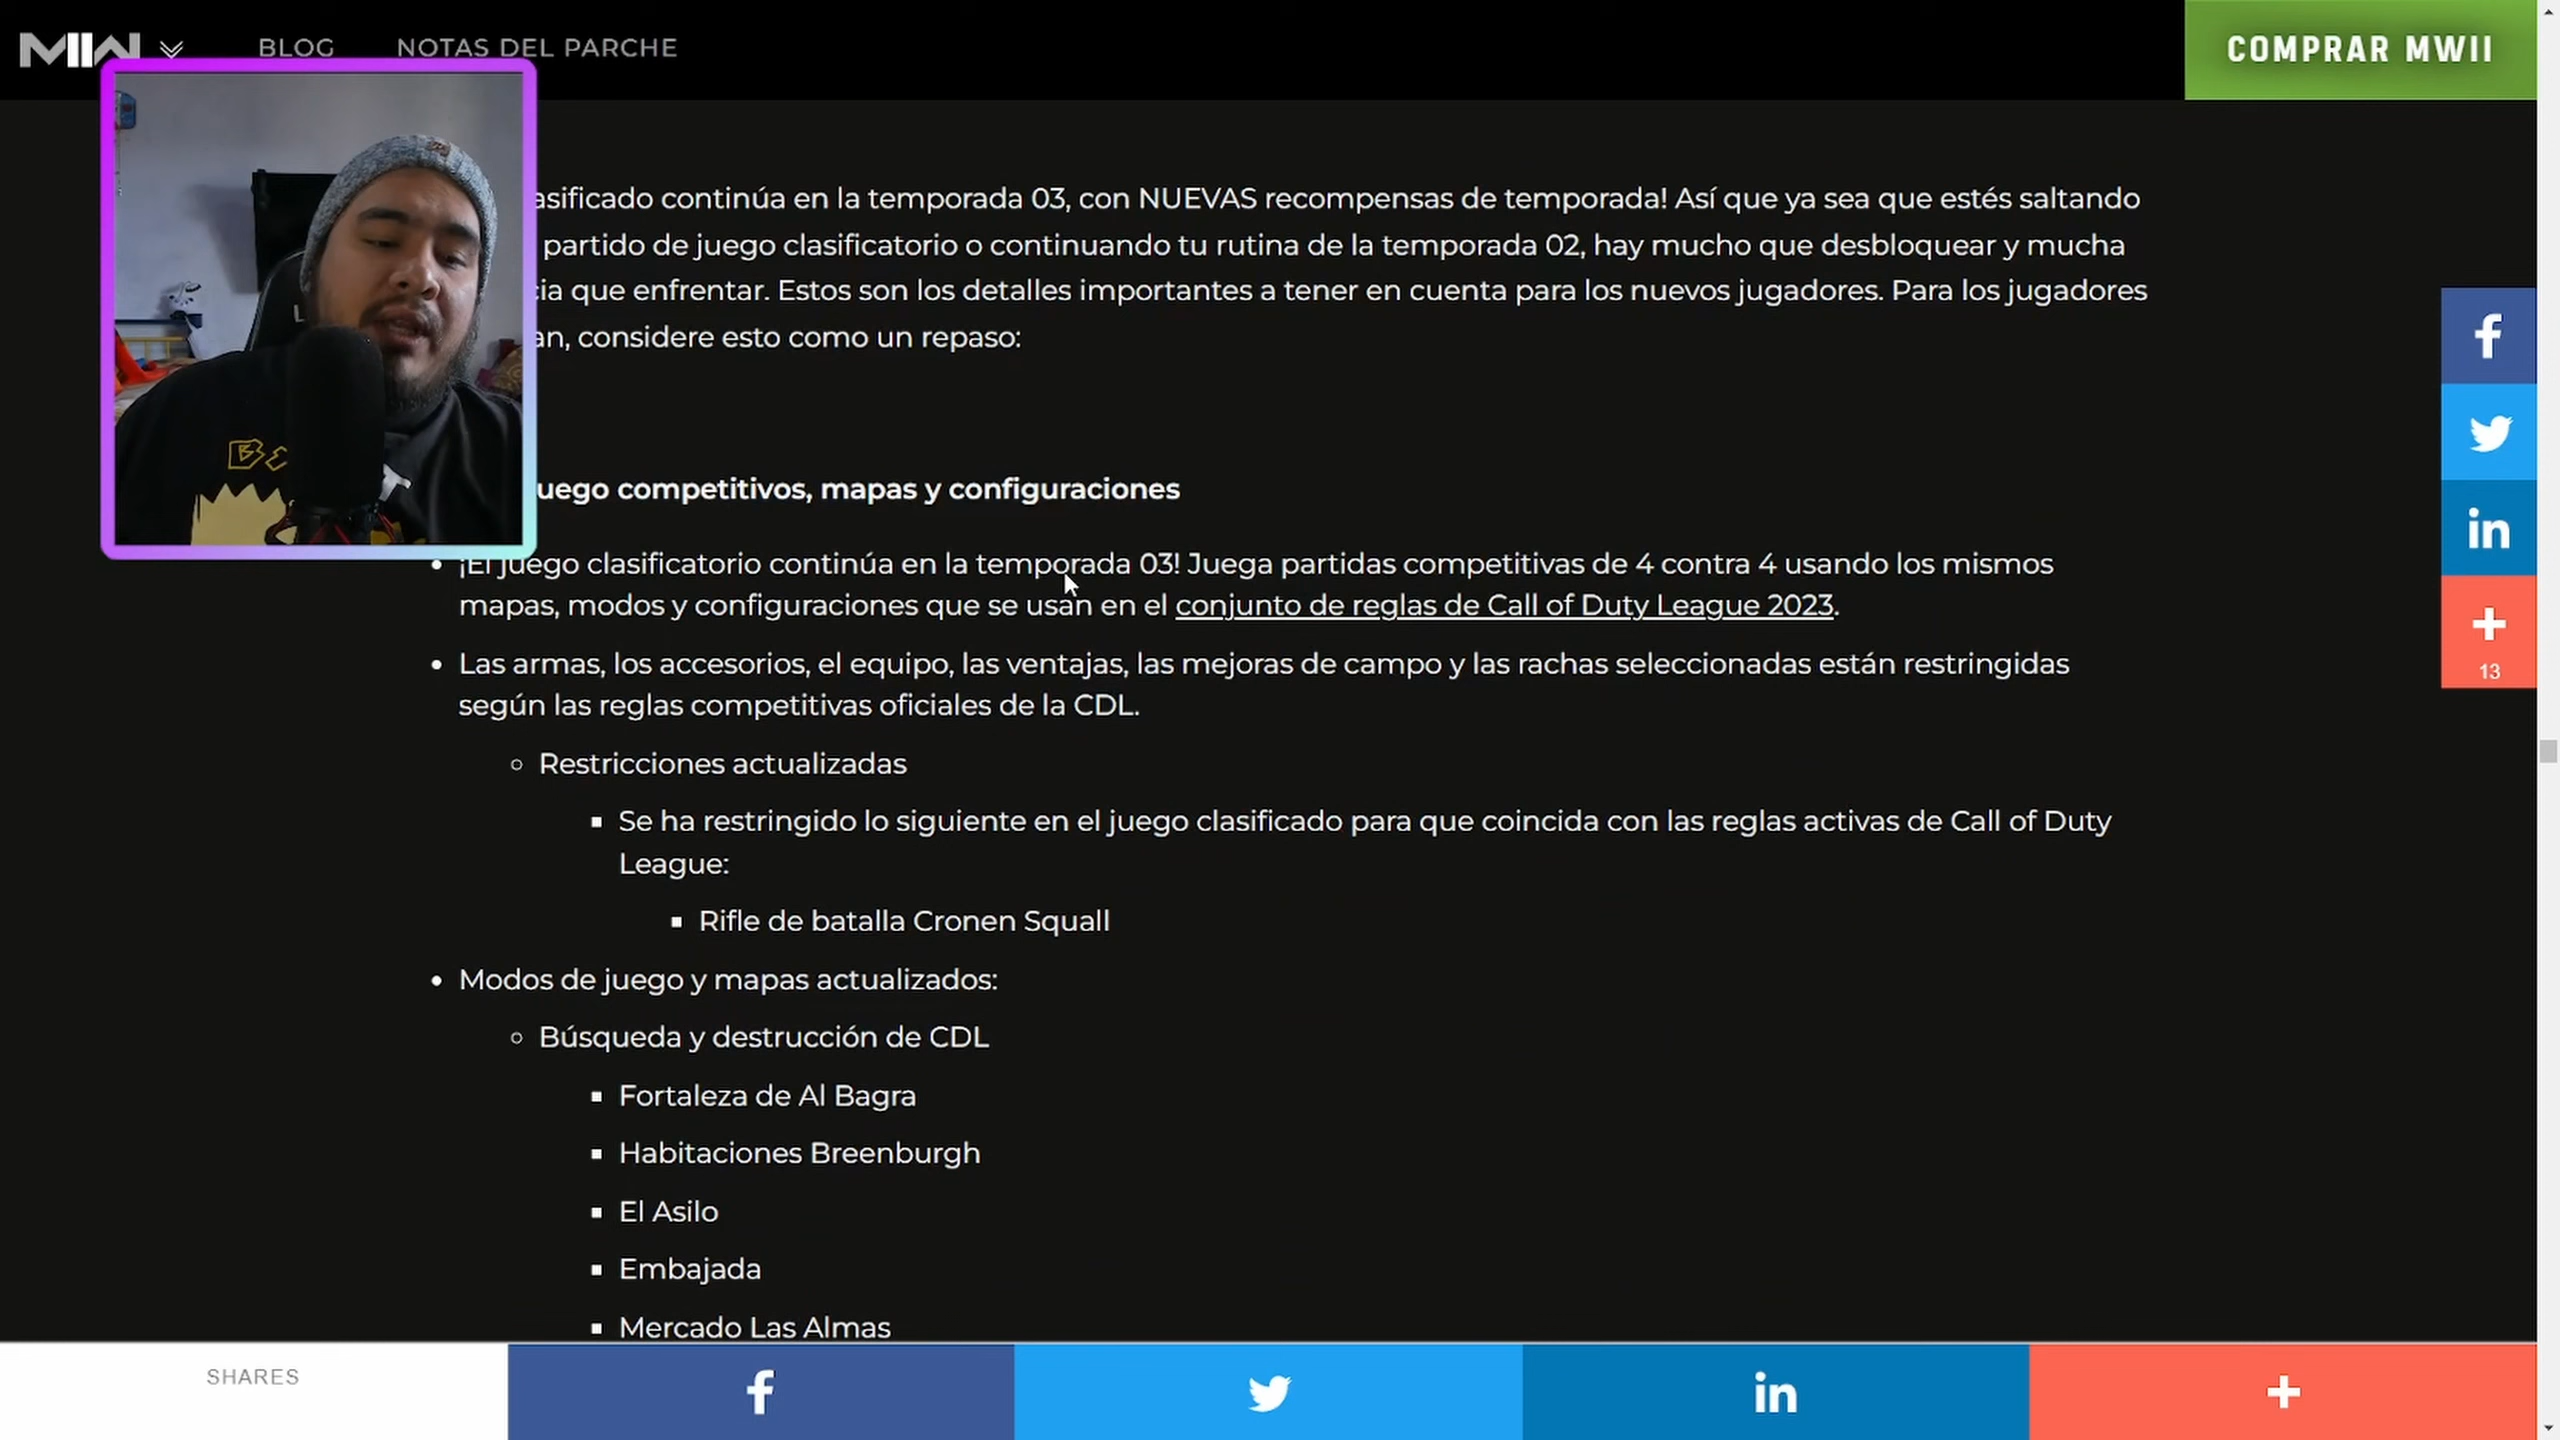 MWII BLOG NOTAS DEL PARCHE COMPRAR MWII
asificado continúa en la temporada 03, con NUEVAS recompensas de temporada! Así que ya sea que estés saltando
partido de juego clasificatorio o continuando tu rutina de la temporada 02, hay mucho que desbloquear y mucha
cia que enfrentar. Estos son los detalles importantes a tener en cuenta para los nuevos jugadores. Para los jugadores
an, considere esto como un repaso:
uego competitivos, mapas y configuraciones
¡El juego clasificatorio continúa en la temporada 03! Juega partidas competitivas de 4 contra 4 usando los mismos
mapas, modos y configuraciones que se usan en el conjunto de reglas de Call of Duty League 2023.
Las armas, los accesorios, el equipo, las ventajas, las mejoras de campo y las rachas seleccionadas están restringidas
según las reglas competitivas oficiales de la CDL.
Restricciones actualizadas
Se ha restringido lo siguiente en el juego clasificado para que coincida con las reglas activas de Call of Duty
League:
Rifle de batalla Cronen Squall
Modos de juego y mapas actualizados:
Búsqueda y destrucción de CDL
Fortaleza de Al Bagra
Habitaciones Breenburgh
El Asilo
Embajada
Mercado Las Almas
13
SHARES